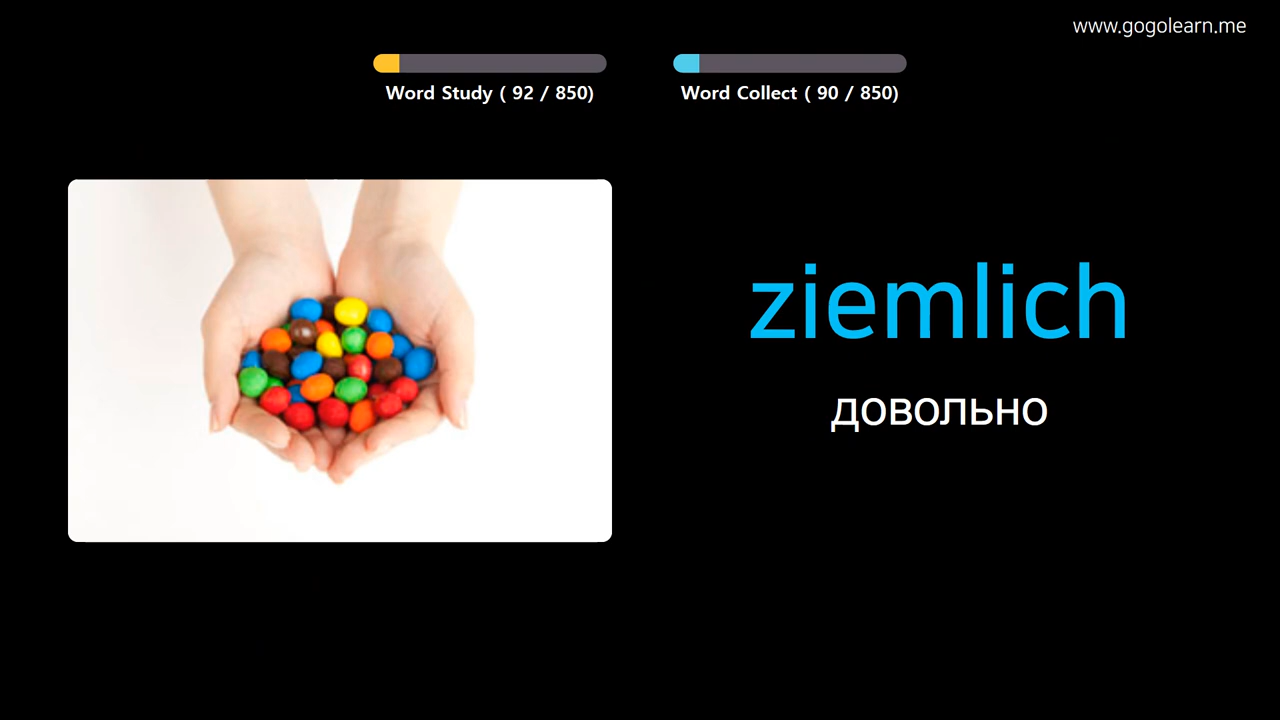 www.gogolearn.me
Word Study ( 92 / 850)
Word Collect ( 90 / 850)
ziemlich
довольно